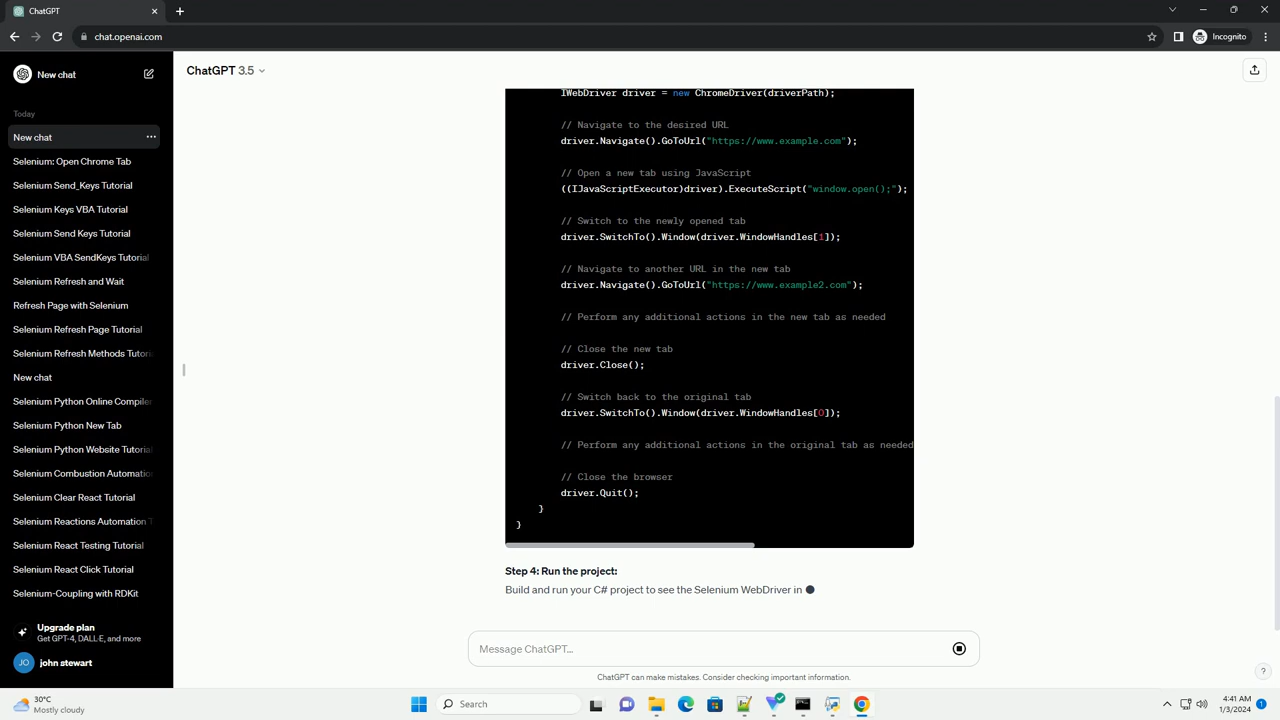 ChatGPT
chat.openai.com
Incognito
New chat
Today
New chat
Selenium: Open Chrome Tab
Selenium Send_Keys Tutorial
Selenium Keys VBA Tutorial
Selenium Send Keys Tutorial
Selenium VBA SendKeys Tutorial
Selenium Refresh and Wait
Refresh Page with Selenium
Selenium Refresh Page Tutorial
Selenium Refresh Methods Tutoria
New chat
Selenium Python Online Compiler
Selenium Python New Tab
Selenium Python Website Tutorial
Selenium Combustion Automation
Selenium Clear React Tutorial
Selenium Reactions Automation T
Selenium React Testing Tutorial
Selenium React Click Tutorial
Selenium-Coupling with RDKit
Upgrade plan
Get GPT-4, DALL·E, and more
JO john stewart
ChatGPT 3.5
IWebDriver driver = new ChromeDriver(driverPath);
// Navigate to the desired URL
driver.Navigate().GoToUrl("https://www.example.com");
// Open a new tab using JavaScript
((IJavaScriptExecutor)driver).ExecuteScript("window.open();");
// Switch to the newly opened tab
driver.SwitchTo().Window(driver.WindowHandles[1]);
// Navigate to another URL in the new tab
driver.Navigate().GoToUrl("https://www.example2.com");
// Perform any additional actions in the new tab as needed
// Close the new tab
driver.Close();
// Switch back to the original tab
driver.SwitchTo().Window(driver.WindowHandles[0]);
// Perform any additional actions in the original tab as needed
// Close the browser
driver.Quit();
}
}
Step 4: Run the project:
Build and run your C# project to see the Selenium WebDriver in
Message ChatGPT...
ChatGPT can make mistakes. Consider checking important information.
?
30°C
Mostly cloudy
Search
4:41 AM
1/3/2024
1